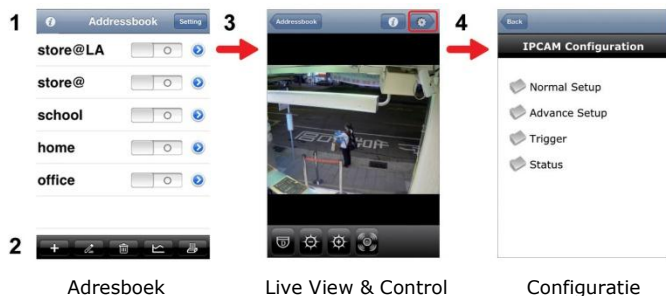 1
Addressbook
Setting
store@LA
store@
school
home
office
2
Adresboek
3
Addressbook
Live View & Control
4
Back
IPCAM Configuration
Normal Setup
Advance Setup
Trigger
Status
Configuratie